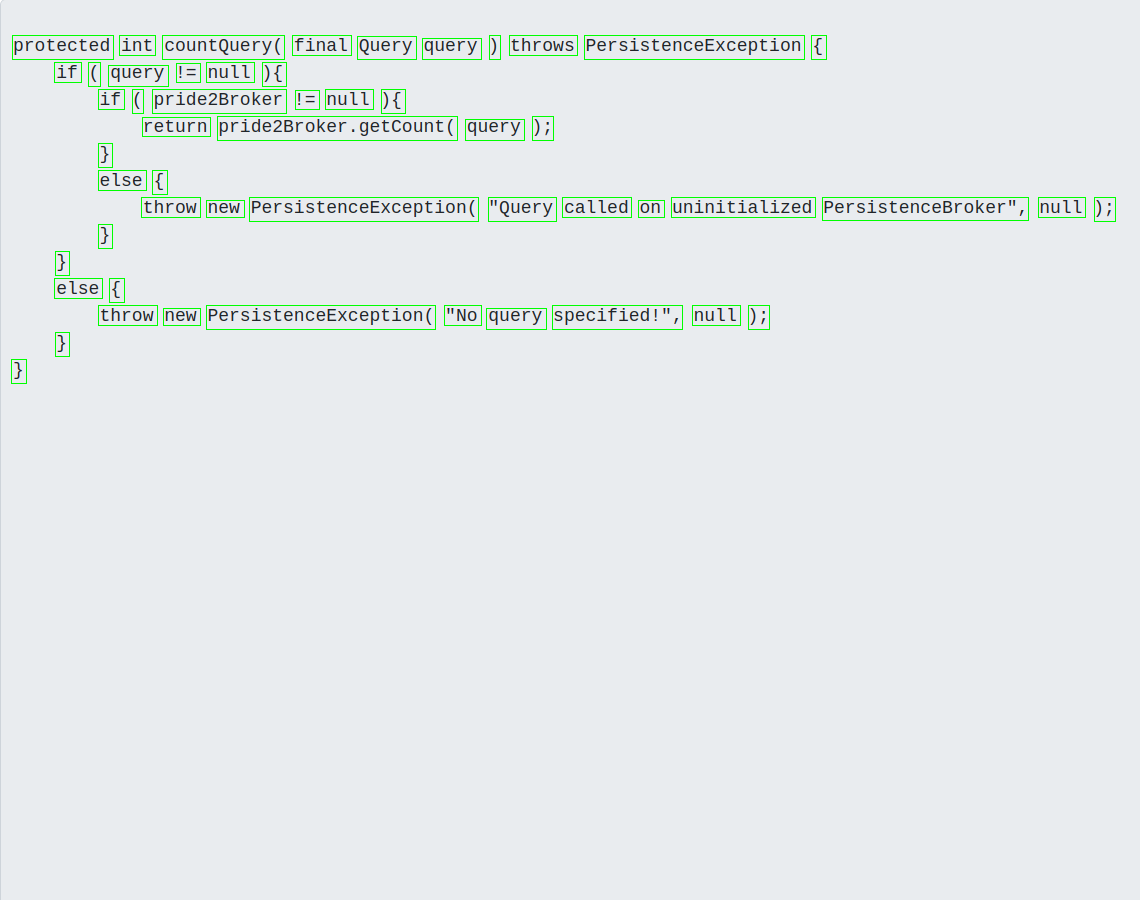 protected int countQuery( final Query query ) throws PersistenceException {
    if ( query != null ){
        if ( pride2Broker != null ){
            return pride2Broker.getCount( query );
        }
        else {
            throw new PersistenceException( "Query called on uninitialized PersistenceBroker", null );
        }
    }
    else {
        throw new PersistenceException( "No query specified!", null );
    }
}